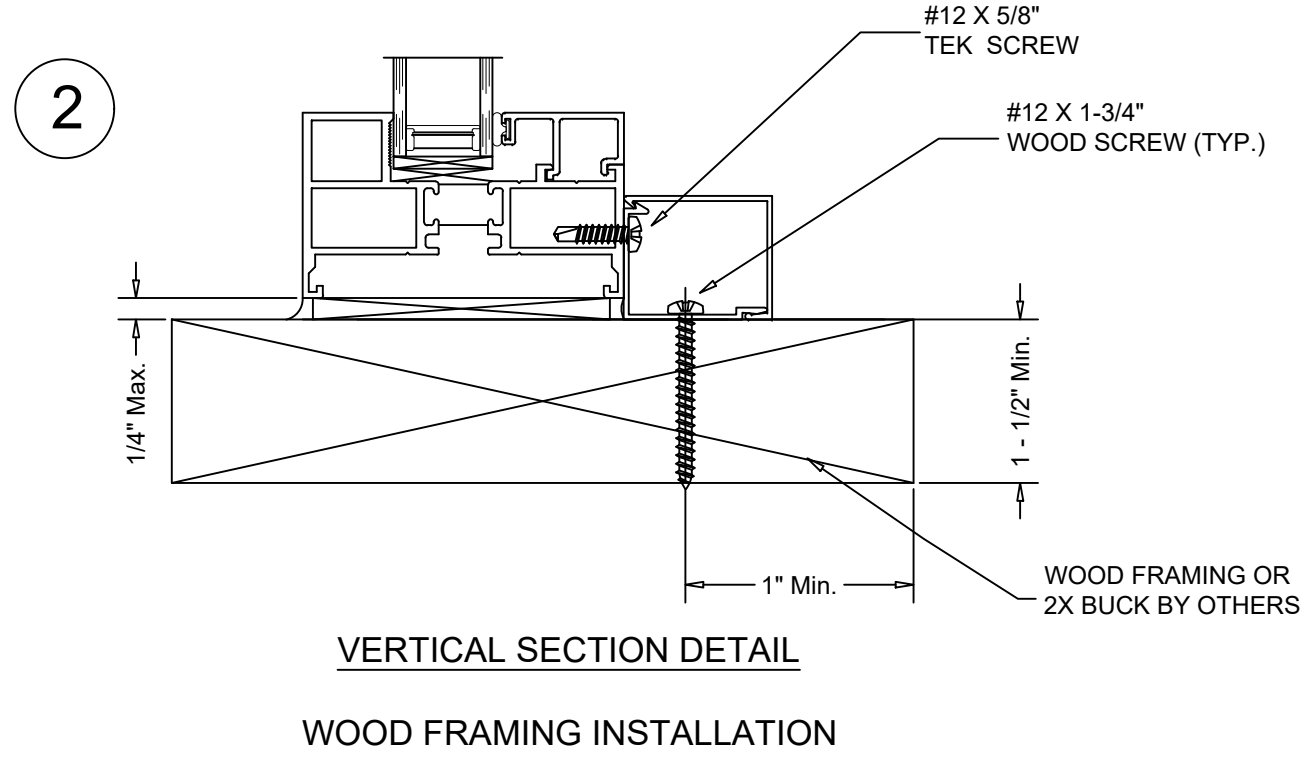 #12 X 5/8"
TEK SCREW
2
#12 X 1-3/4"
WOOD SCREW (TYP.)
1/4" Max.
1 - 1/2" Min.
1" Min.
WOOD FRAMING OR
2X BUCK BY OTHERS
VERTICAL SECTION DETAIL
WOOD FRAMING INSTALLATION